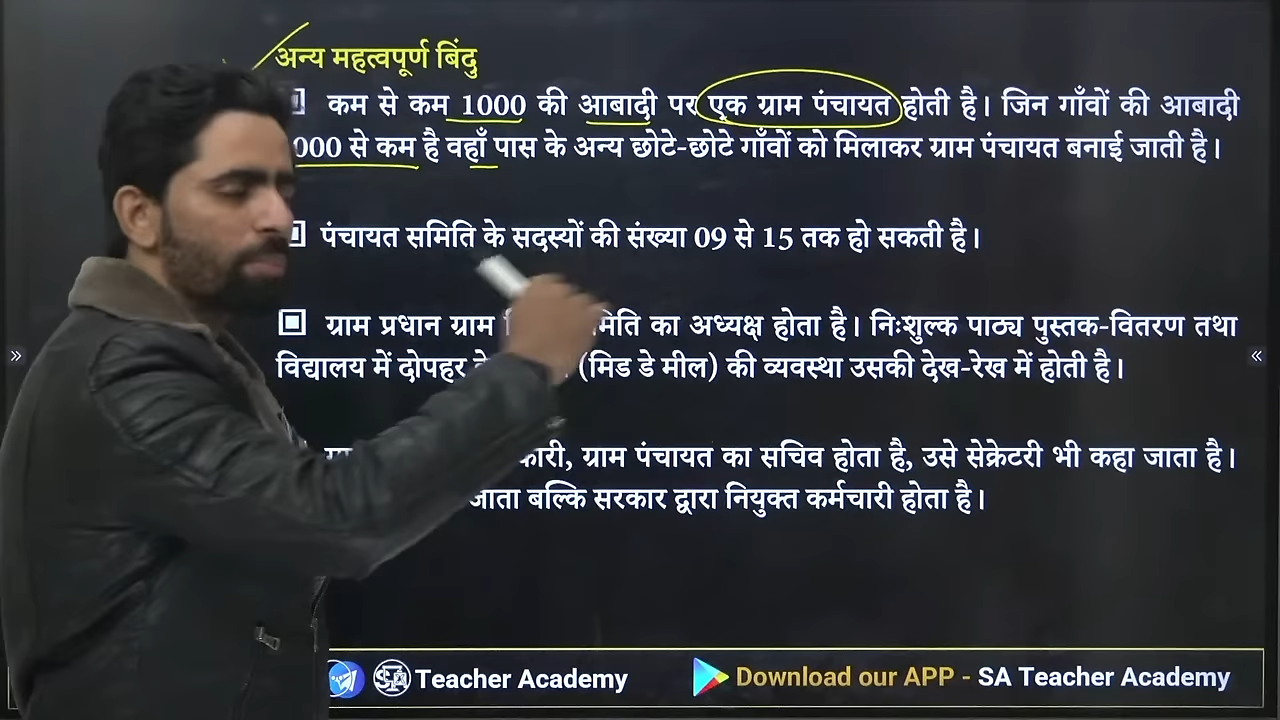 अन्य महत्वपूर्ण बिंदु
कम से कम 1000 की आबादी पर एक ग्राम पंचायत होती है। जिन गाँवों की आबादी
000 से कम है वहाँ पास के अन्य छोटे-छोटे गाँवों को मिलाकर ग्राम पंचायत बनाई जाती है।
पंचायत समिति के सदस्यों की संख्या 09 से 15 तक हो सकती है।
ग्राम प्रधान ग्राम मिति का अध्यक्ष होता है। निःशुल्क पाठ्य पुस्तक-वितरण तथा
विद्यालय में दोपहर (मिड डे मील) की व्यवस्था उसकी देख-रेख में होती है।
कारी, ग्राम पंचायत का सचिव होता है, उसे सेक्रेटरी भी कहा जाता है।
जाता बल्कि सरकार द्वारा नियुक्त कर्मचारी होता है।
Teacher Academy Download our APP - SA Teacher Academy